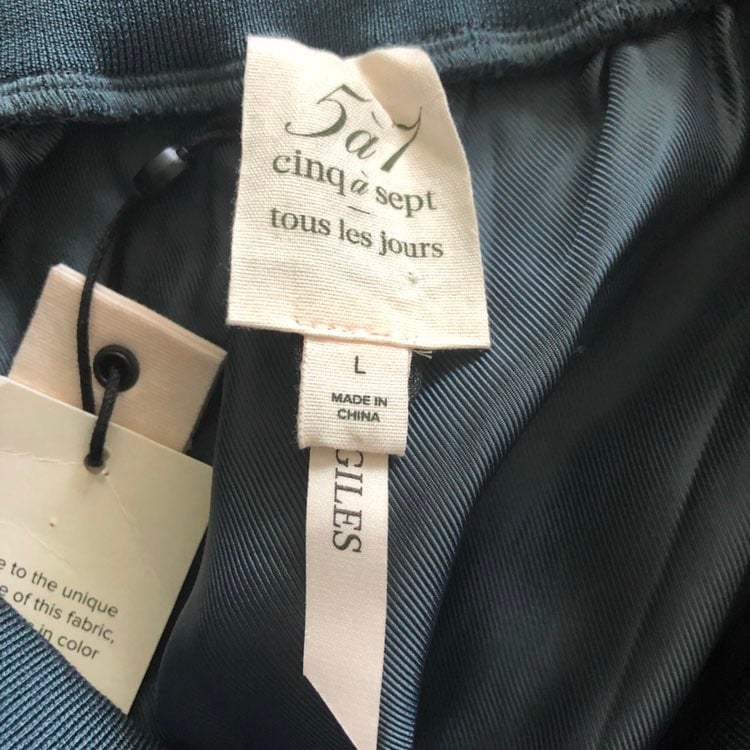 5à7
cinq à sept
—
tous les jours
L
MADE IN
CHINA
GILES
to the unique
of this fabric,
in color